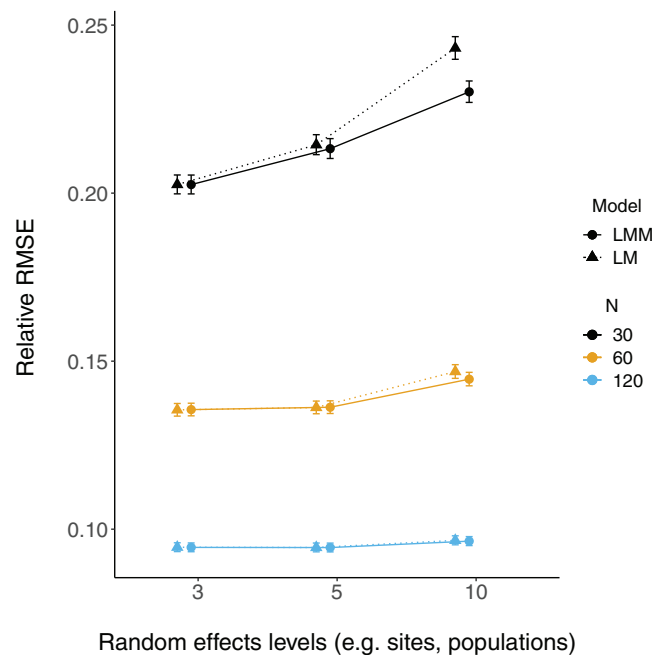 0.25
0.20
0.15
0.10
Relative RMSE
3 5 10
Random effects levels (e.g. sites, populations)
Model
LMM
LM
N
30
60
120